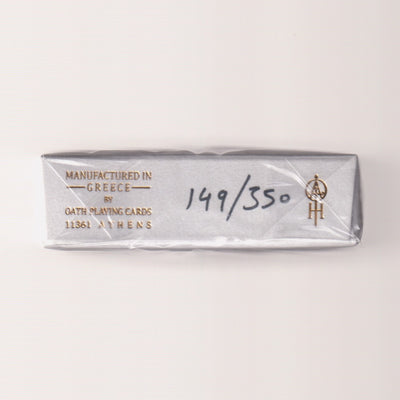 MANUFACTURED IN
GREECE
BY
OATH PLAYING CARDS
11361 ATHENS
149/350